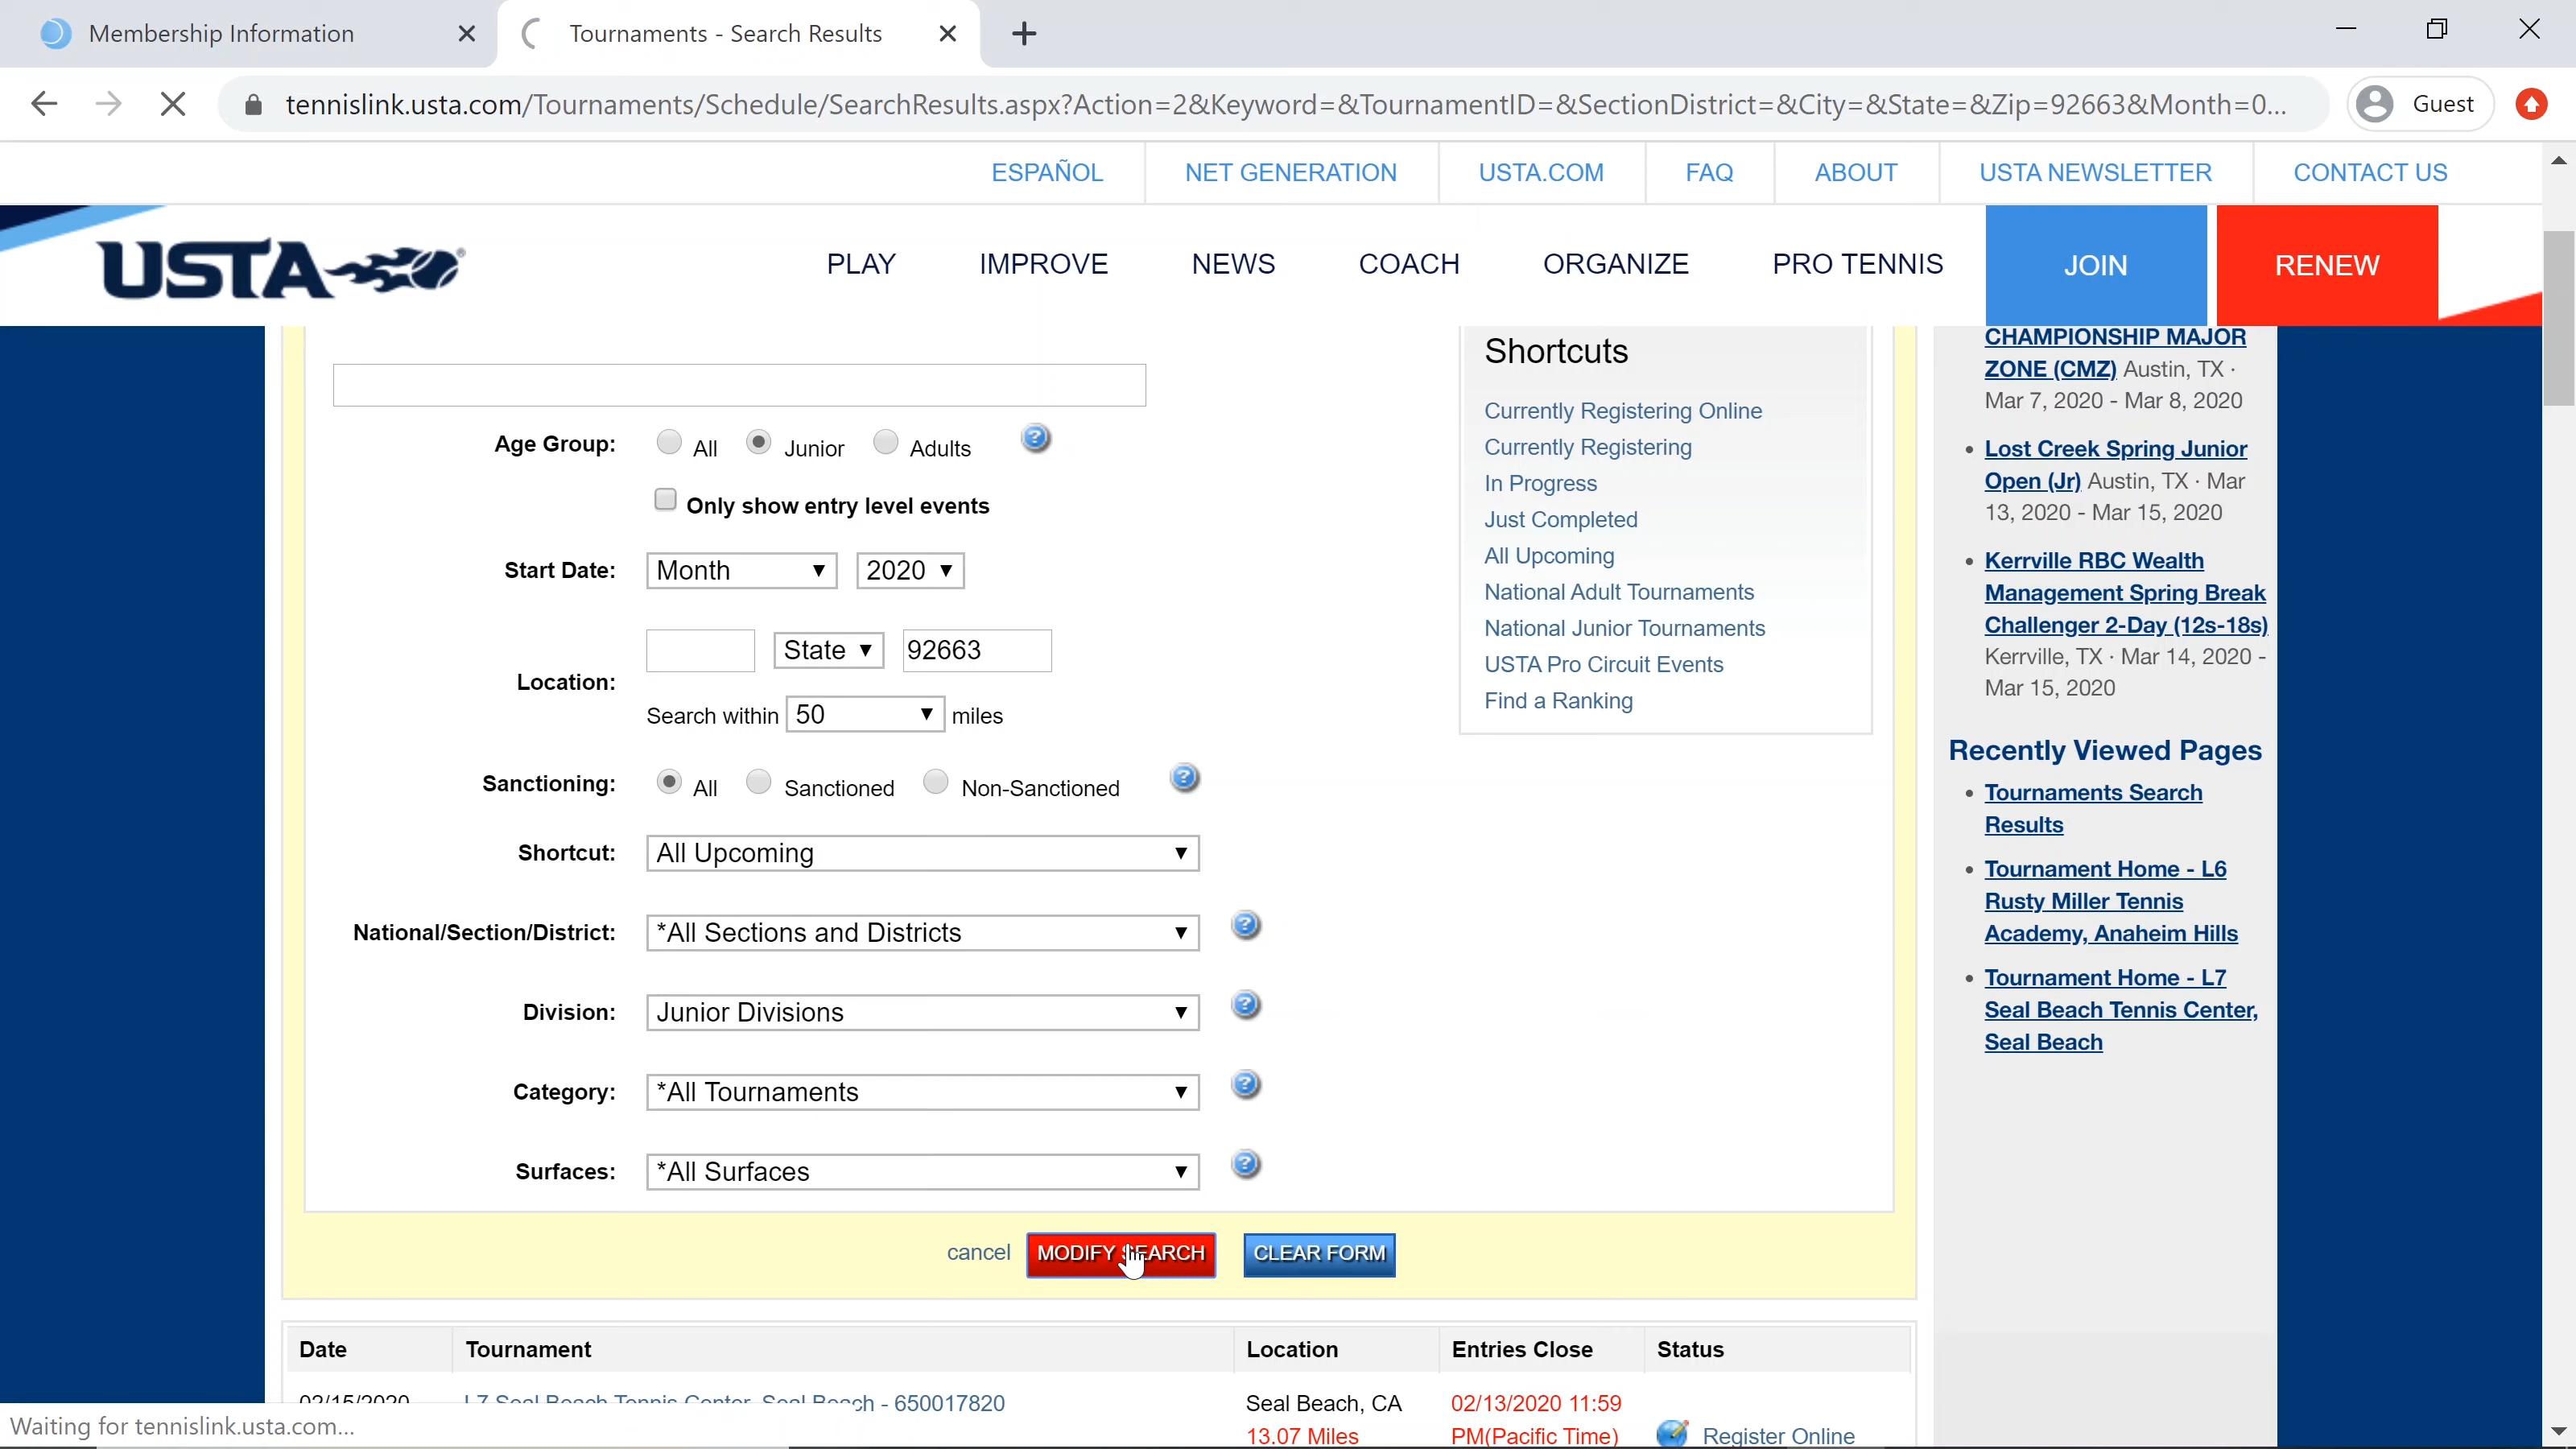 Membership Information
Tournaments - Search Results
tennislink.usta.com/Tournaments/Schedule/SearchResults.aspx?Action=2&Keyword=&TournamentID=&SectionDistrict=&City=&State=&Zip=92663&Month=0...
Guest
ESPAÑOL NET GENERATION USTA.COM FAQ ABOUT USTA NEWSLETTER CONTACT US
USTA
PLAY IMPROVE NEWS COACH ORGANIZE PRO TENNIS JOIN RENEW
Age Group: All Junior Adults
Only show entry level events
Start Date: Month 2020
Location: State 92663
Search within 50 miles
Sanctioning: All Sanctioned Non-Sanctioned
Shortcut: All Upcoming
National/Section/District: *All Sections and Districts
Division: Junior Divisions
Category: *All Tournaments
Surfaces: *All Surfaces
cancel MODIFY SEARCH CLEAR FORM
Shortcuts
Currently Registering Online
Currently Registering
In Progress
Just Completed
All Upcoming
National Adult Tournaments
National Junior Tournaments
USTA Pro Circuit Events
Find a Ranking
CHAMPIONSHIP MAJOR
ZONE (CMZ) Austin, TX ·
Mar 7, 2020 - Mar 8, 2020
• Lost Creek Spring Junior
Open (Jr) Austin, TX · Mar
13, 2020 - Mar 15, 2020
• Kerrville RBC Wealth
Management Spring Break
Challenger 2-Day (12s-18s)
Kerrville, TX · Mar 14, 2020 -
Mar 15, 2020
Recently Viewed Pages
• Tournaments Search
Results
• Tournament Home - L6
Rusty Miller Tennis
Academy, Anaheim Hills
• Tournament Home - L7
Seal Beach Tennis Center,
Seal Beach
Date Tournament Location Entries Close Status
02/15/2020 L7 Seal Beach Tennis Center, Seal Beach - 650017820 Seal Beach, CA 02/13/2020 11:59
13.07 Miles PM(Pacific Time) Register Online
Waiting for tennislink.usta.com...